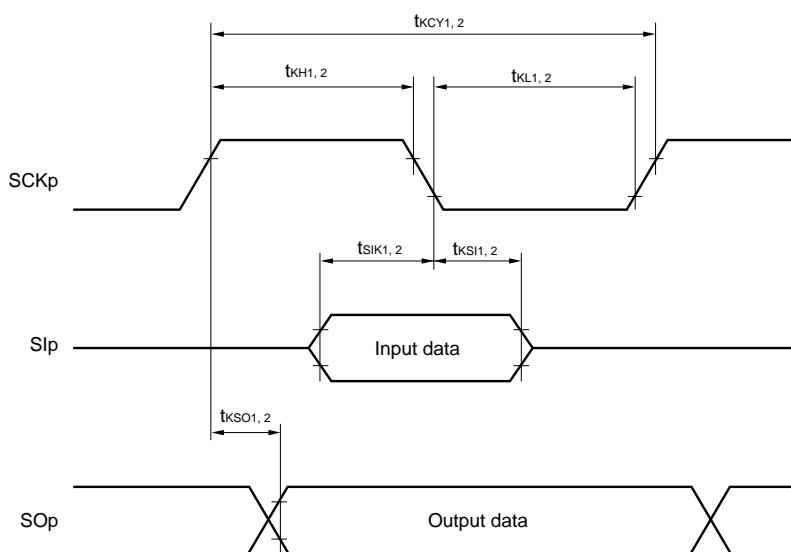 tKCY1, 2
tKH1, 2
tKL1, 2
SCKp
tSIK1, 2
tKSI1, 2
SIp
Input data
tKSO1, 2
SOp
Output data